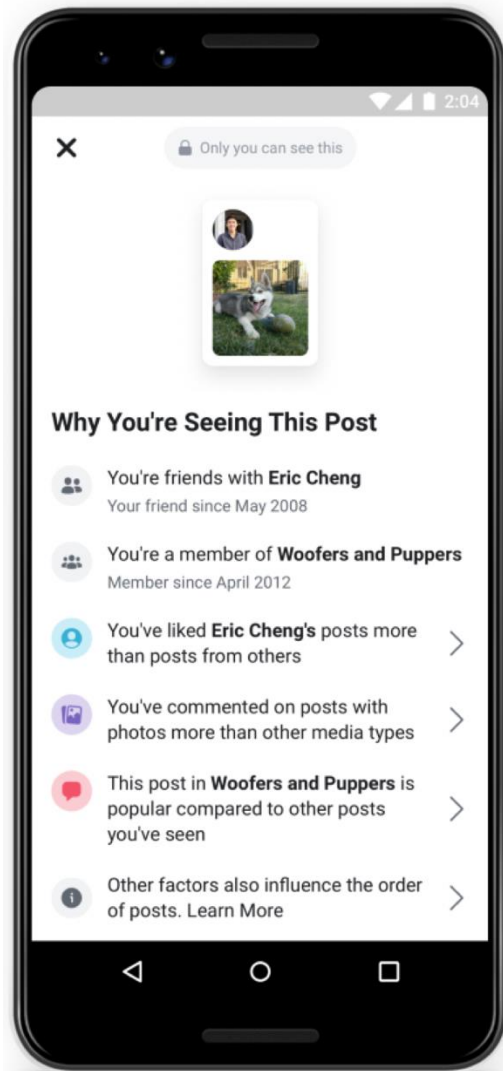 2:04
Only you can see this
Why You're Seeing This Post
You're friends with Eric Cheng
Your friend since May 2008
You're a member of Woofers and Puppers
Member since April 2012
You've liked Eric Cheng's posts more
than posts from others
You've commented on posts with
photos more than other media types
This post in Woofers and Puppers is
popular compared to other posts
you've seen
Other factors also influence the order
of posts. Learn More